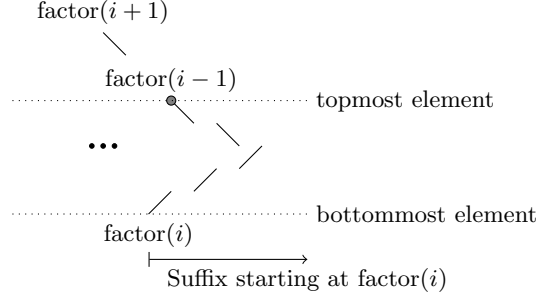 factor(i + 1)
factor(i − 1)
topmost element
bottommost element
factor(i)
Suffix starting at factor(i)